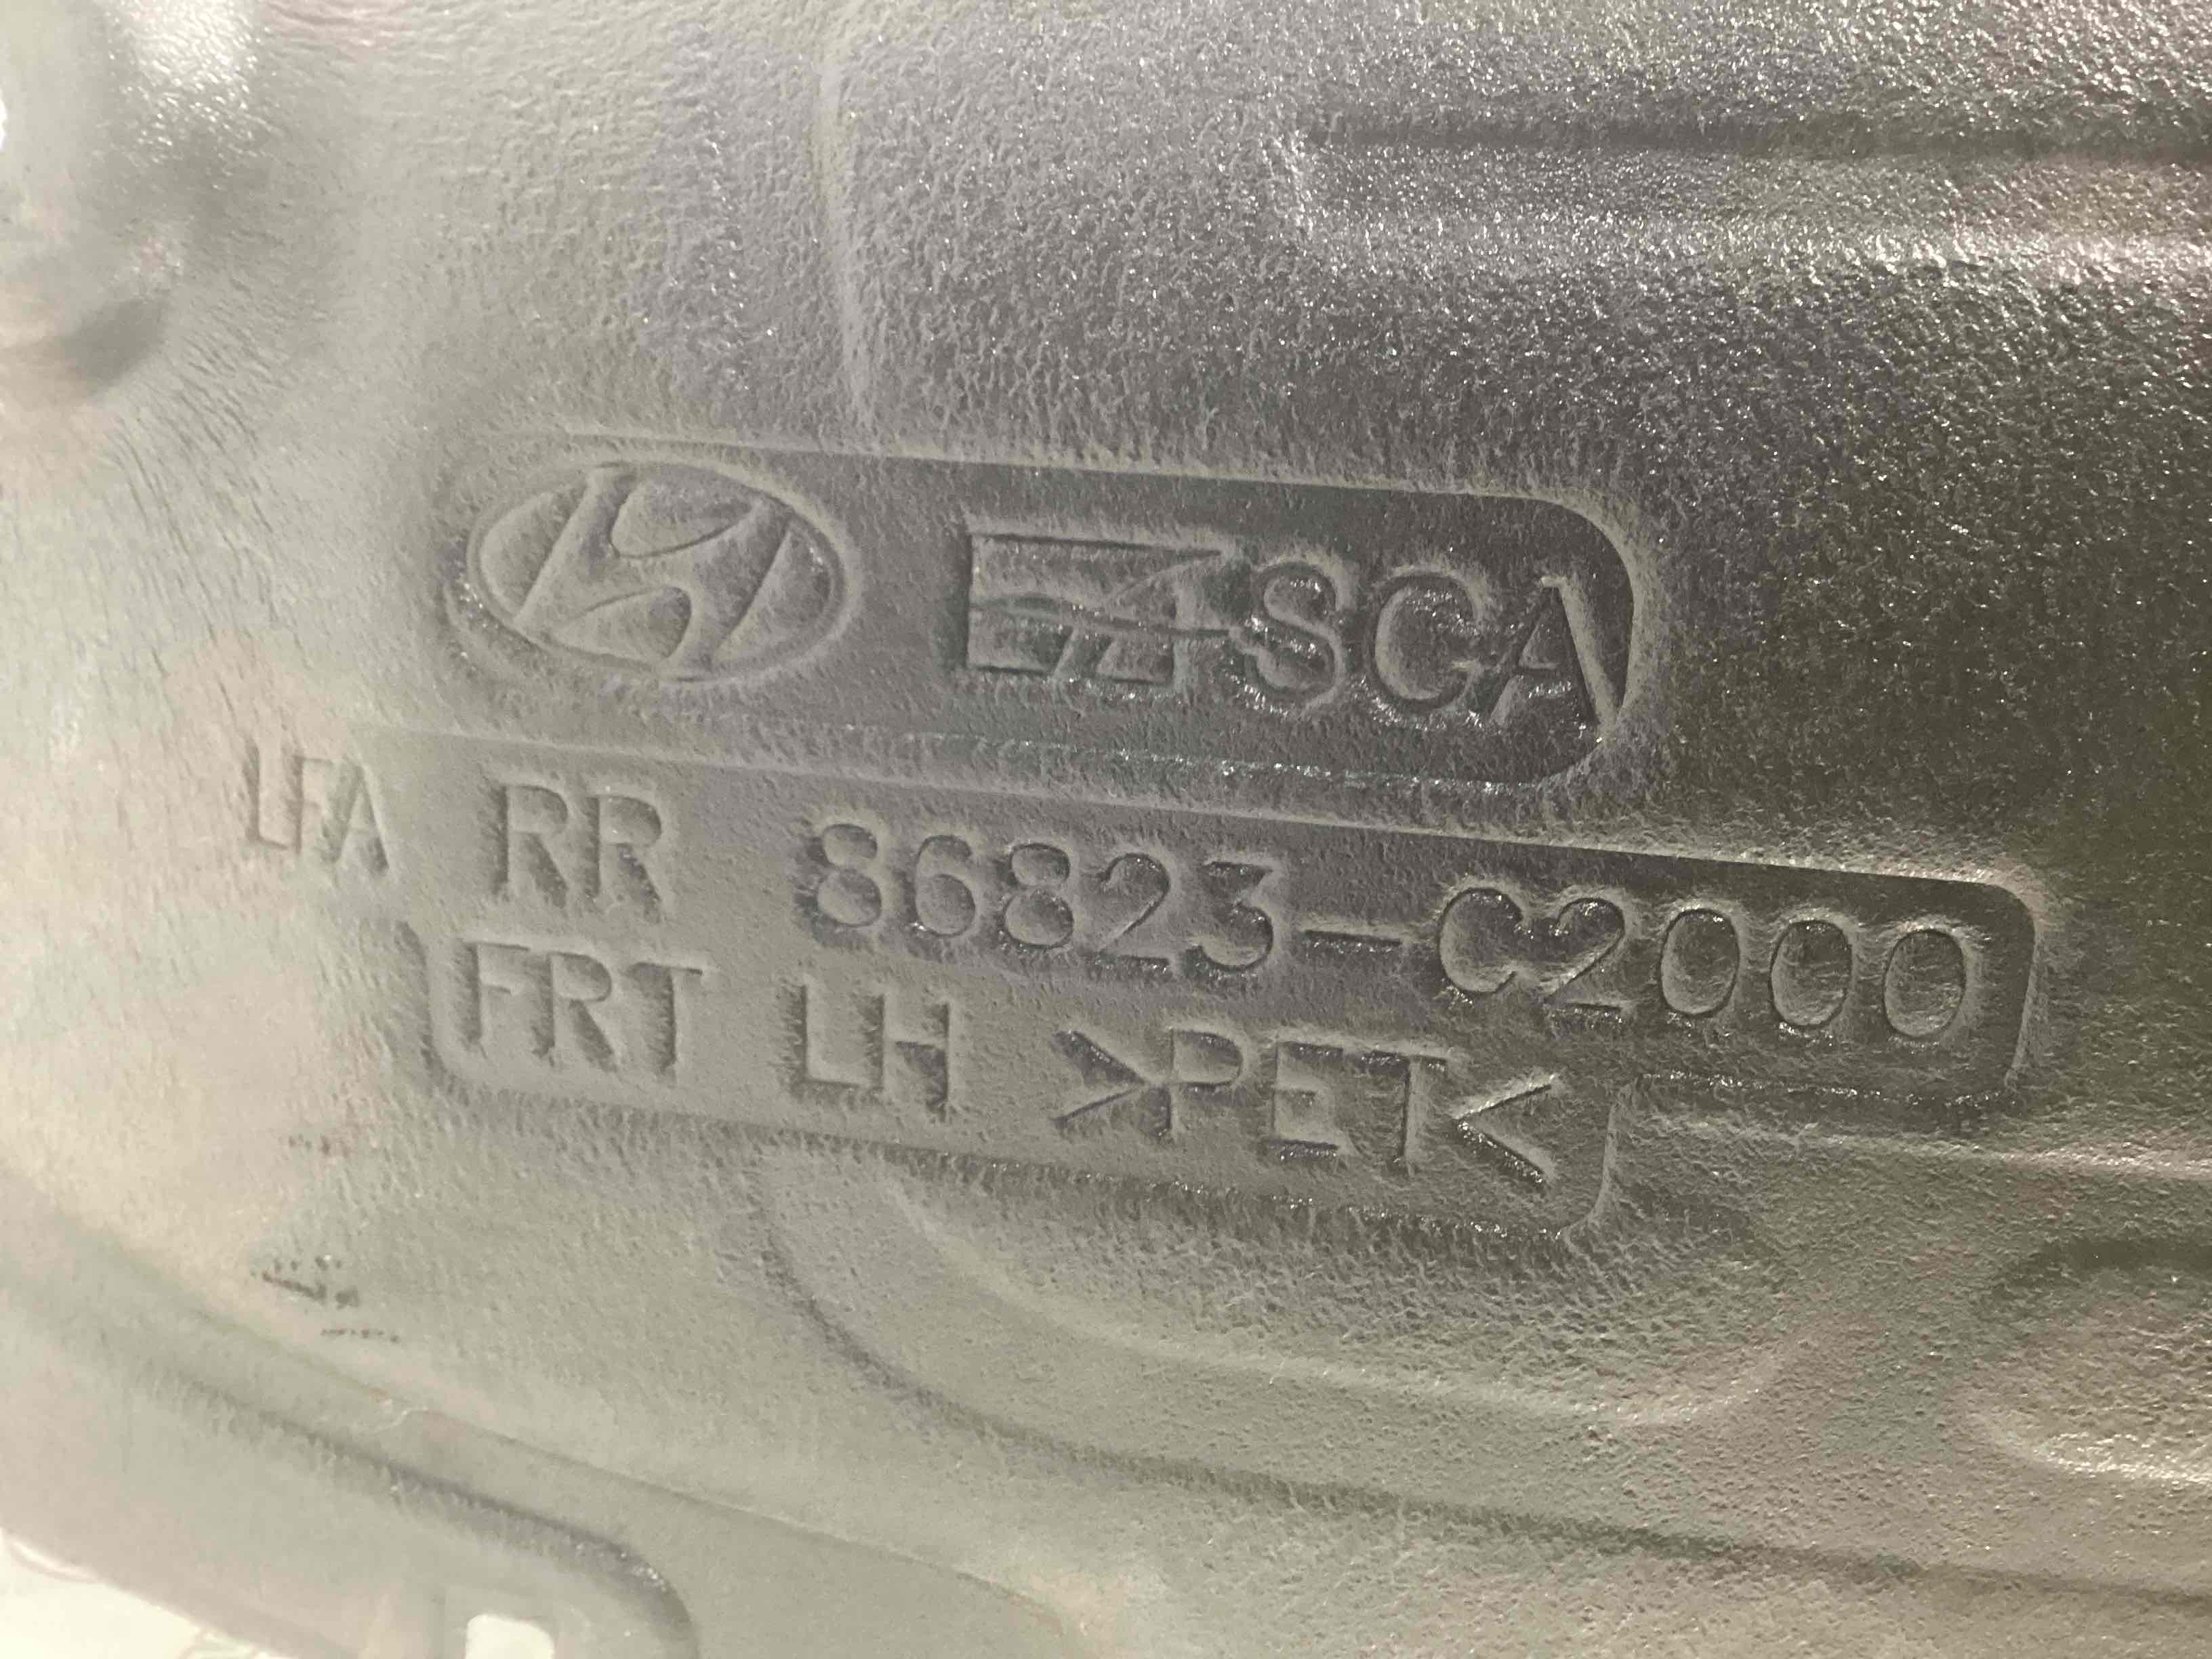 SCA
LFA RR 86823-C2000
FRT LH >PET<